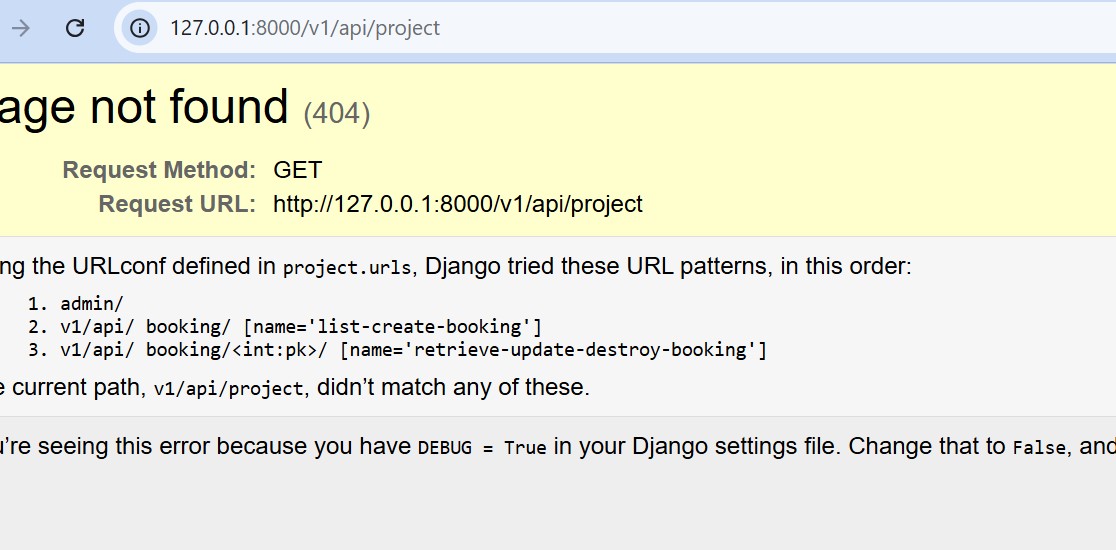 127.0.0.1:8000/v1/api/project
age not found (404)
Request Method: GET
Request URL: http://127.0.0.1:8000/v1/api/project
ng the URLconf defined in project.urls, Django tried these URL patterns, in this order:
1. admin/
2. v1/api/ booking/ [name='list-create-booking']
3. v1/api/ booking/<int:pk>/ [name='retrieve-update-destroy-booking']
e current path, v1/api/project, didn’t match any of these.
u’re seeing this error because you have DEBUG = True in your Django settings file. Change that to False, and